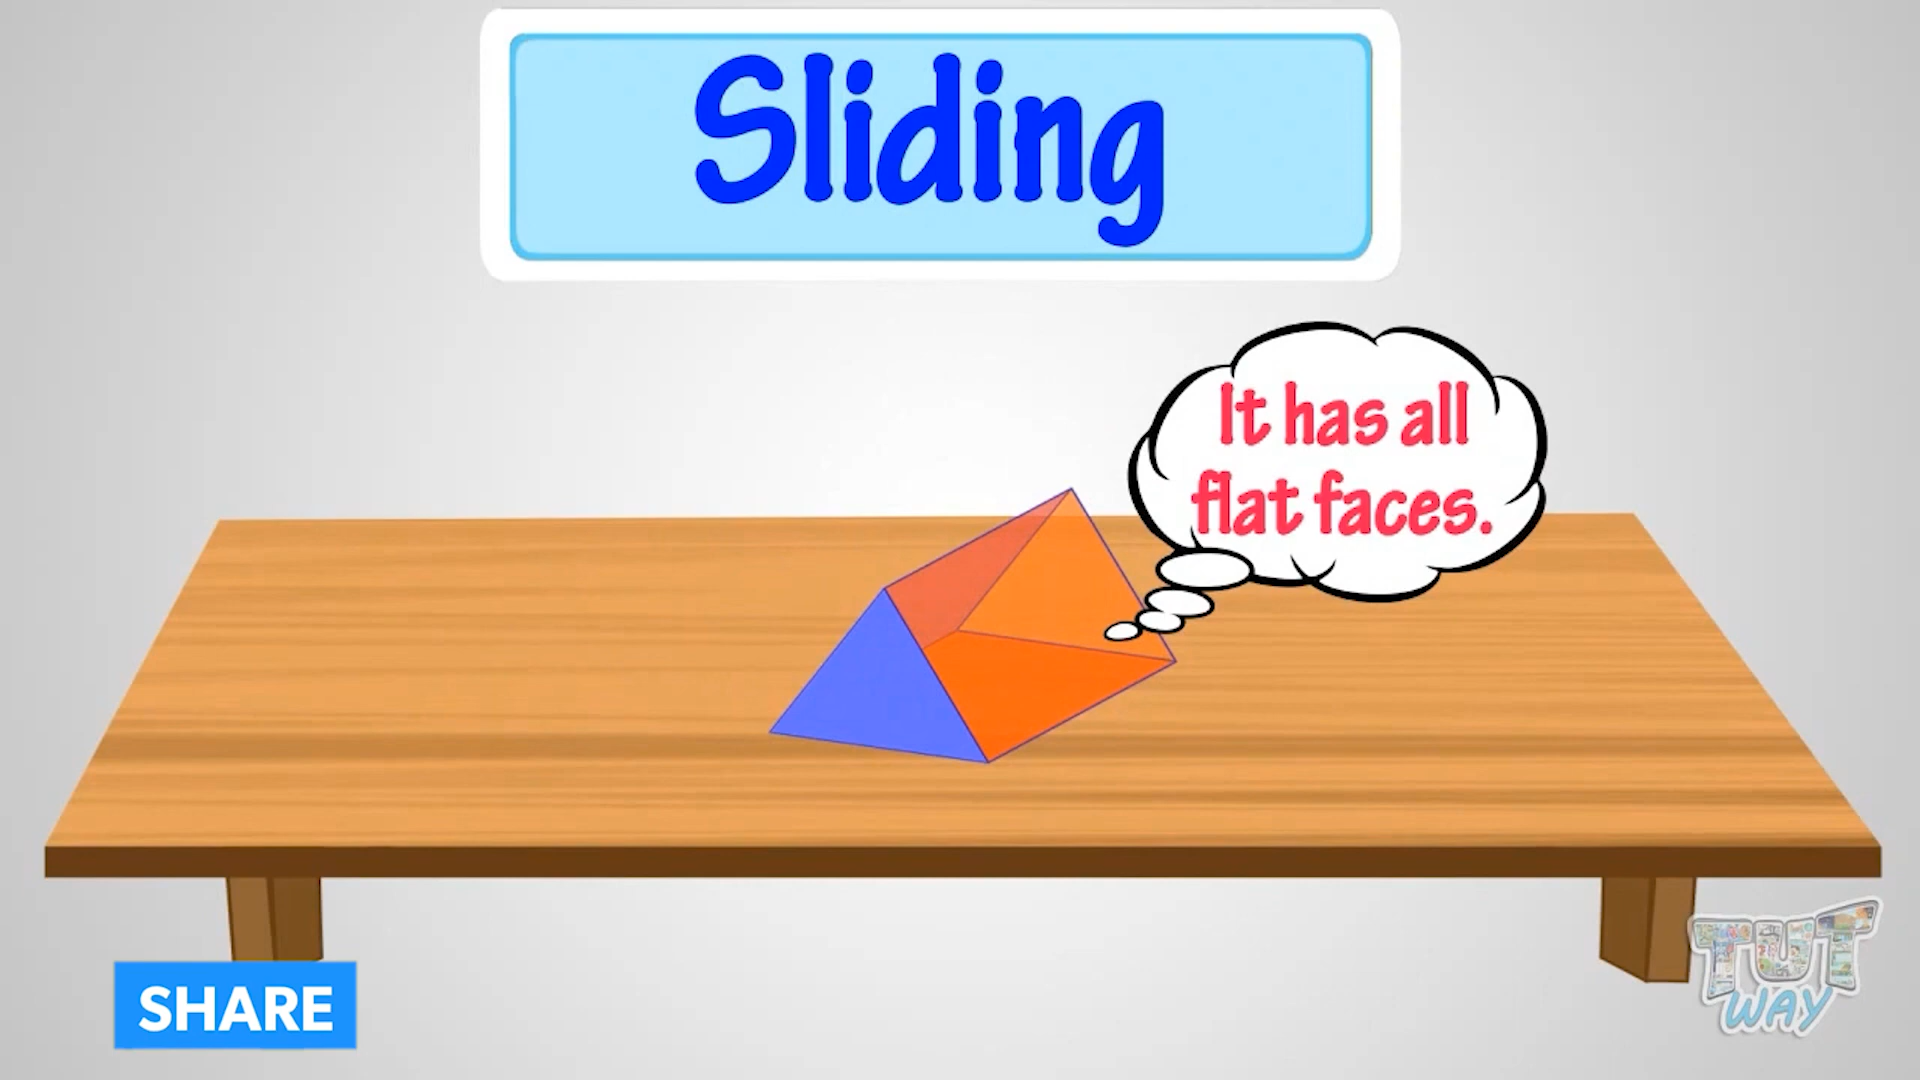 Sliding
It has all
flat faces.
SHARE
TUT
WAY